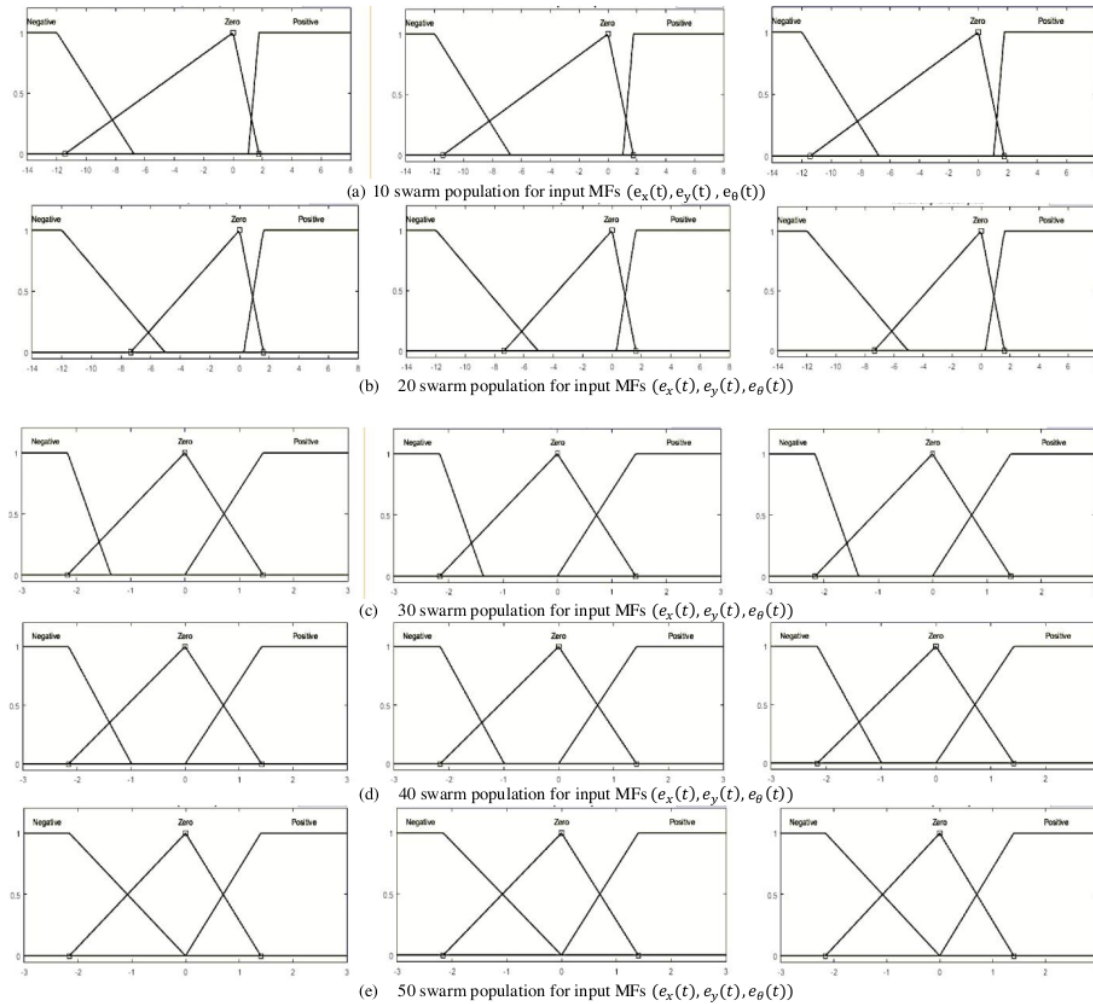 Negative Zero Positive Negative Zero Positive Negative Zero Positive
1 1 1
0.5 0.5 0.5
0 0 0
-14 -12 -10 -8 -6 -4 -2 0 2 4 6 8 -14 -12 -10 -8 -6 -4 -2 0 2 4 6 8 -14 -12 -10 -8 -6 -4 -2 0 2 4 6
(a) 10 swarm population for input MFs (eₓ(t), e_y(t) , e_θ(t))
Negative Zero Positive Negative Zero Positive Negative Zero Positive
1 1 1
0.5 0.5 0.5
0 0 0
-14 -12 -10 -8 -6 -4 -2 0 2 4 6 8 -14 -12 -10 -8 -6 -4 -2 0 2 4 6 8 -14 -12 -10 -8 -6 -4 -2 0 2 4 6
(b) 20 swarm population for input MFs (eₓ(t), e_y(t), e_θ(t))
Negative Zero Positive Negative Zero Positive Negative Zero Positive
1 1 1
0.5 0.5 0.5
0 0 0
-3 -2 -1 0 1 2 3 -3 -2 -1 0 1 2 3 -3 -2 -1 0 1 2
(c) 30 swarm population for input MFs (eₓ(t), e_y(t), e_θ(t))
Negative Zero Positive Negative Zero Positive Negative Zero Positive
1 1 1
0.5 0.5 0.5
0 0 0
-3 -2 -1 0 1 2 3 -3 -2 -1 0 1 2 3 -3 -2 -1 0 1 2
(d) 40 swarm population for input MFs (eₓ(t), e_y(t), e_θ(t))
Negative Zero Positive Negative Zero Positive Negative Zero Positive
1 1 1
0.5 0.5 0.5
0 0 0
-3 -2 -1 0 1 2 3 -3 -2 -1 0 1 2 3 -3 -2 -1 0 1 2
(e) 50 swarm population for input MFs (eₓ(t), e_y(t), e_θ(t))